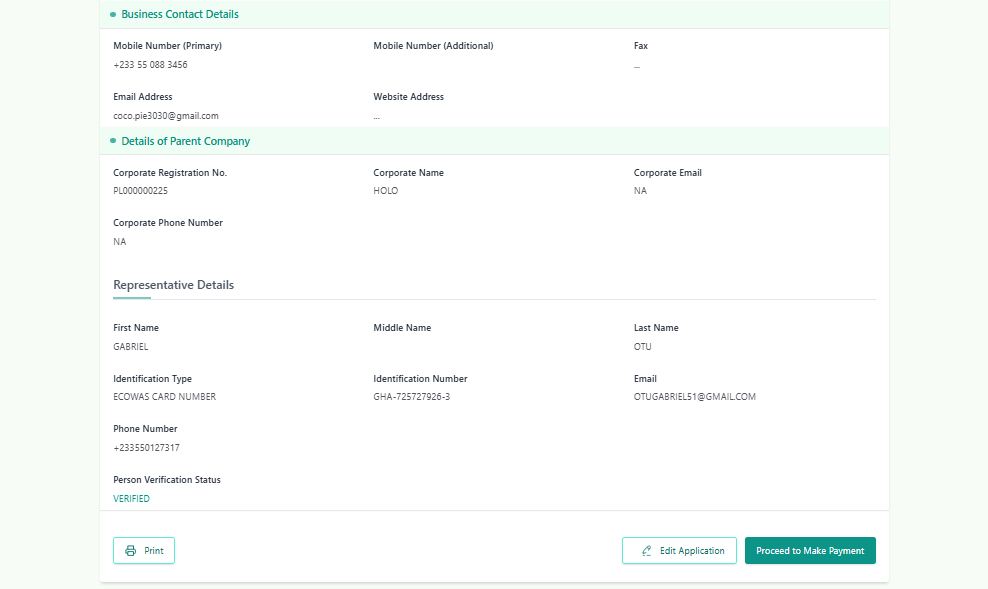 Business Contact Details
Mobile Number (Primary) Mobile Number (Additional) Fax
+233 55 088 3456 ...
Email Address Website Address
coco.pie3030@gmail.com ...
Details of Parent Company
Corporate Registration No. Corporate Name Corporate Email
PL000000225 HOLO NA
Corporate Phone Number
NA
Representative Details
First Name Middle Name Last Name
GABRIEL OTU
Identification Type Identification Number Email
ECOWAS CARD NUMBER GHA-725727926-3 OTUGABRIEL51@GMAIL.COM
Phone Number
+233550127317
Person Verification Status
VERIFIED
Print Edit Application Proceed to Make Payment